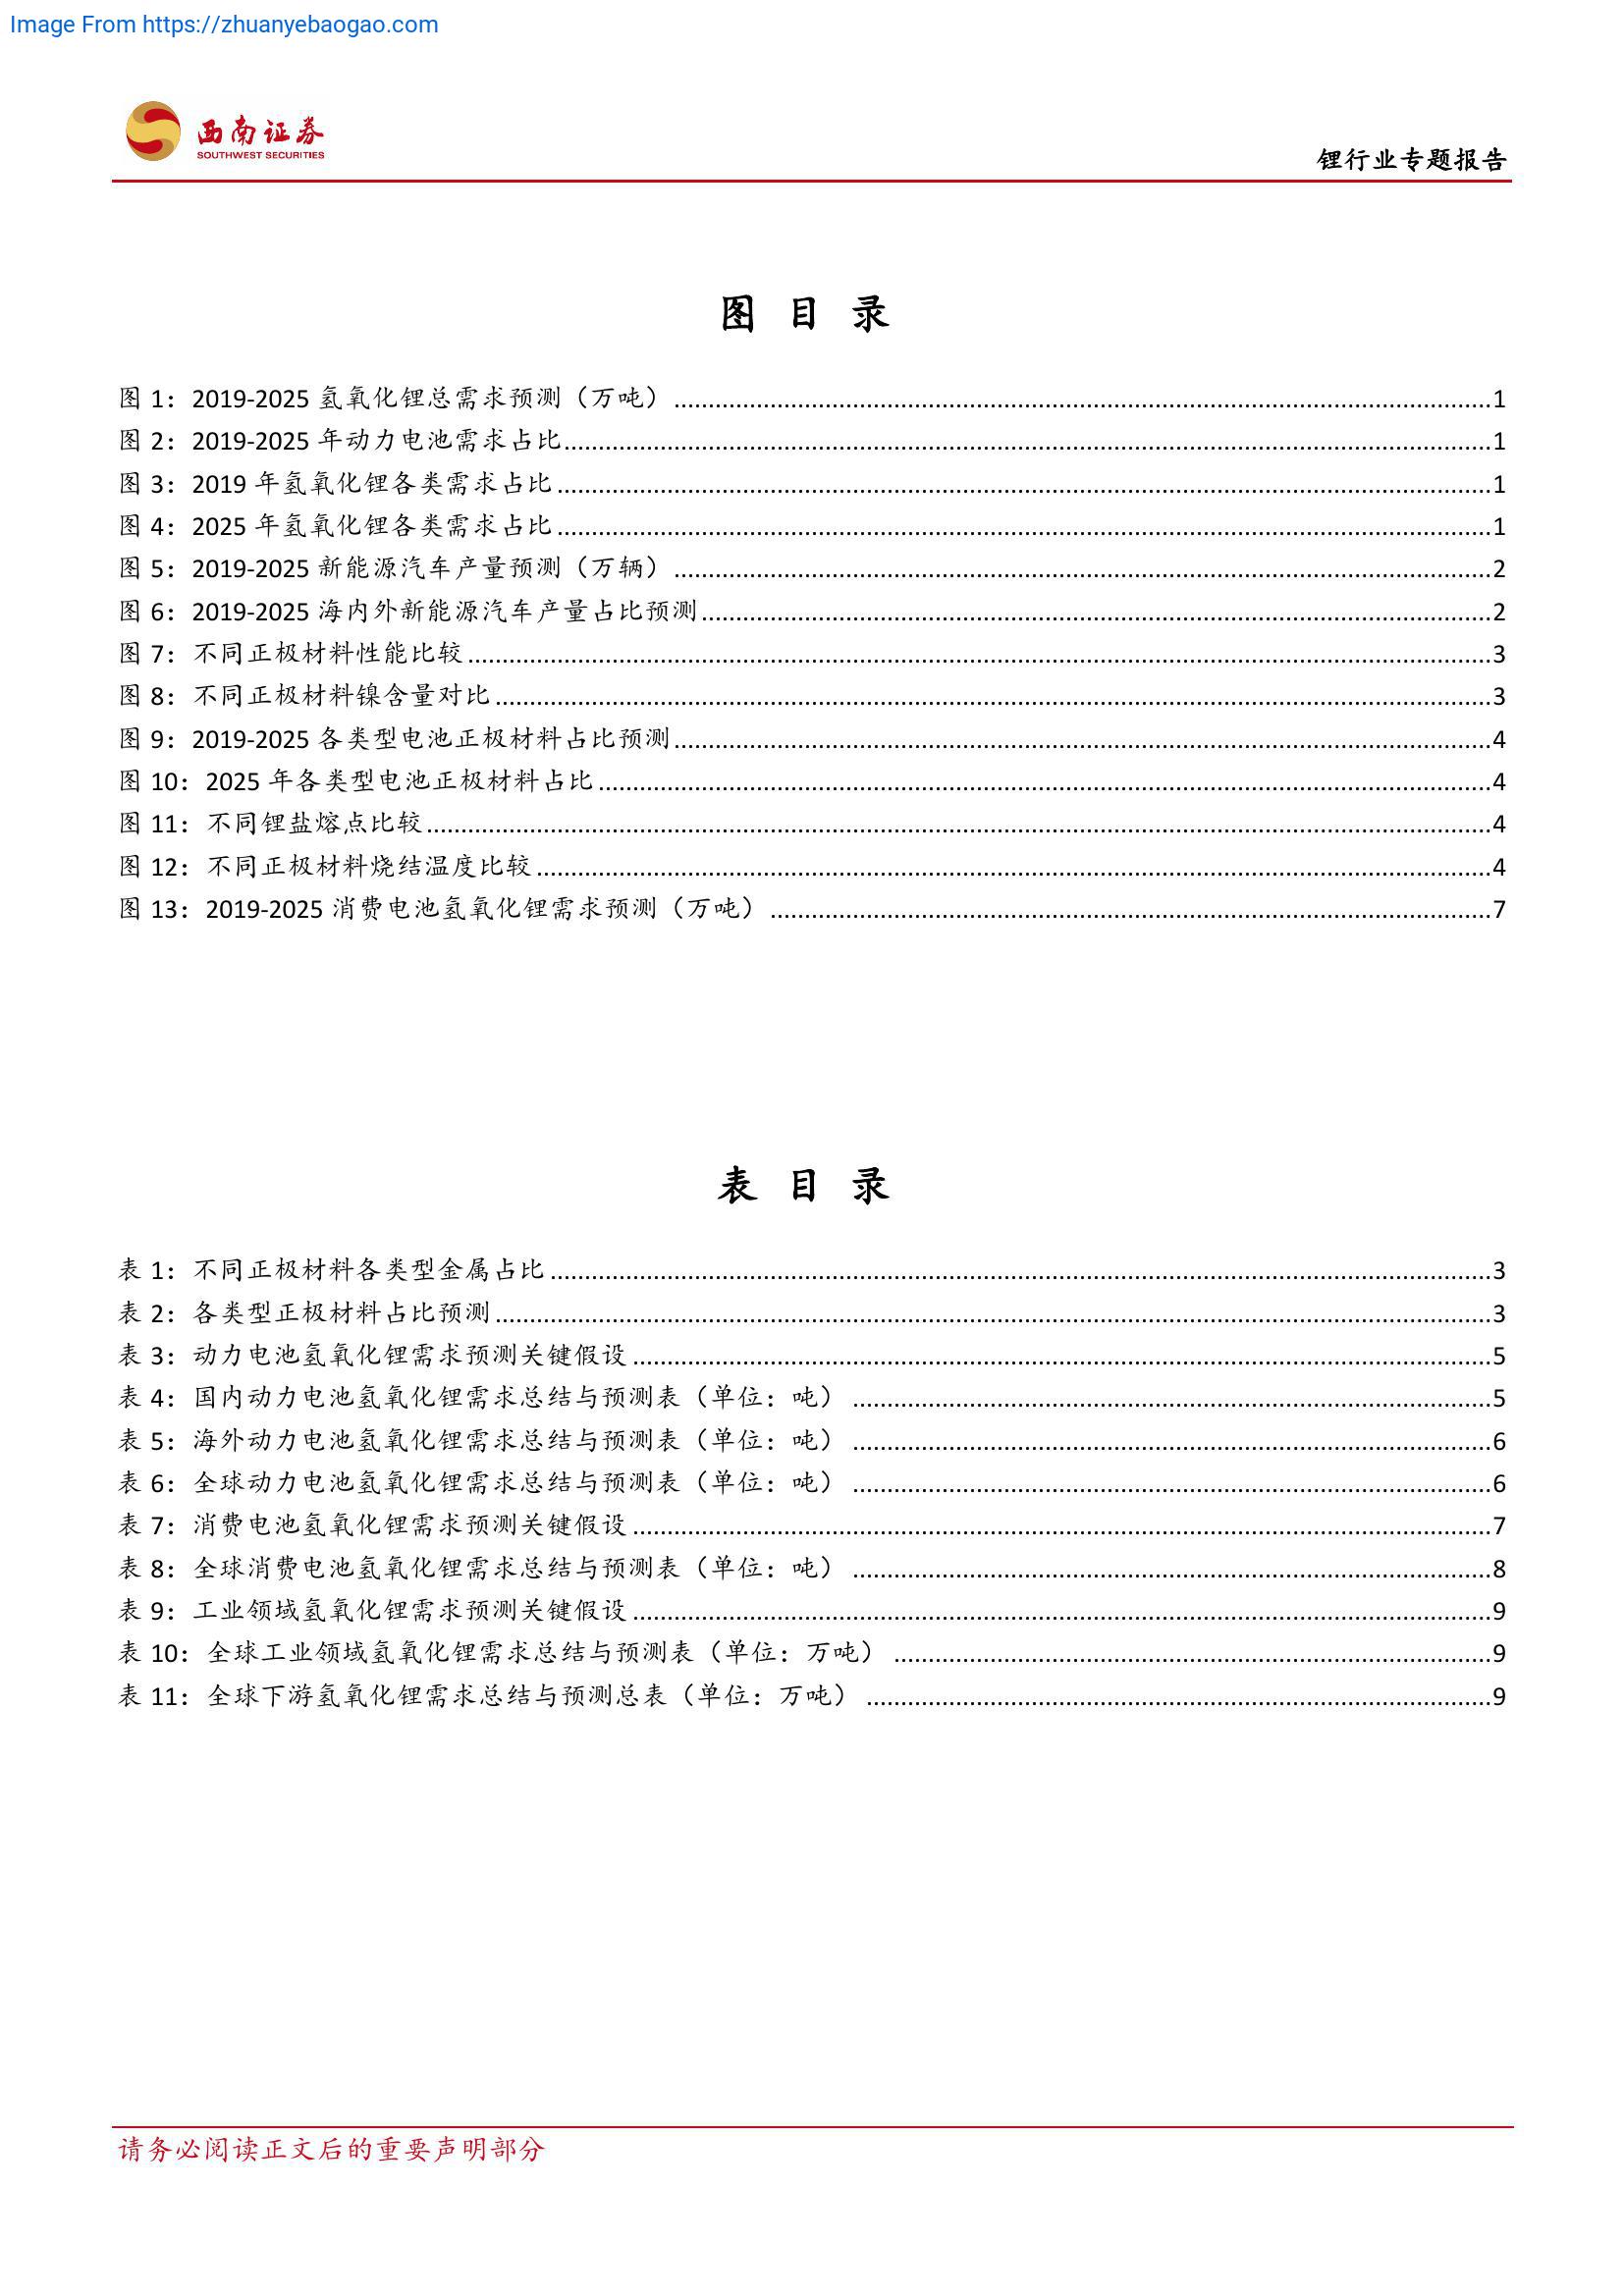 Image From https://zhuanyebaogao.com
西南证券
SOUTHWEST SECURITIES
锂行业专题报告
图 目 录
图 1：2019-2025 氢氧化锂总需求预测（万吨）1
图 2：2019-2025 年动力电池需求占比1
图 3：2019 年氢氧化锂各类需求占比1
图 4：2025 年氢氧化锂各类需求占比1
图 5：2019-2025 新能源汽车产量预测（万辆）2
图 6：2019-2025 海内外新能源汽车产量占比预测2
图 7：不同正极材料性能比较3
图 8：不同正极材料镍含量对比3
图 9：2019-2025 各类型电池正极材料占比预测4
图 10：2025 年各类型电池正极材料占比4
图 11：不同锂盐熔点比较4
图 12：不同正极材料烧结温度比较4
图 13：2019-2025 消费电池氢氧化锂需求预测（万吨）7
表 目 录
表 1：不同正极材料各类型金属占比3
表 2：各类型正极材料占比预测3
表 3：动力电池氢氧化锂需求预测关键假设5
表 4：国内动力电池氢氧化锂需求总结与预测表（单位：吨）5
表 5：海外动力电池氢氧化锂需求总结与预测表（单位：吨）6
表 6：全球动力电池氢氧化锂需求总结与预测表（单位：吨）6
表 7：消费电池氢氧化锂需求预测关键假设7
表 8：全球消费电池氢氧化锂需求总结与预测表（单位：吨）8
表 9：工业领域氢氧化锂需求预测关键假设9
表 10：全球工业领域氢氧化锂需求总结与预测表（单位：万吨）9
表 11：全球下游氢氧化锂需求总结与预测总表（单位：万吨）9
请务必阅读正文后的重要声明部分